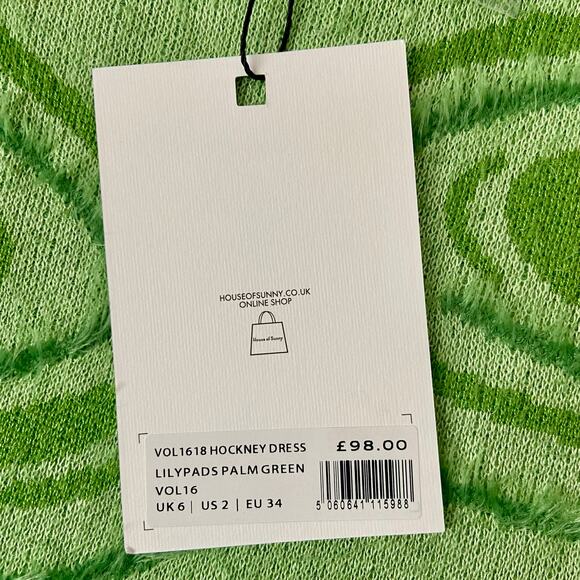 HOUSEOFSUNNY.CO.UK
ONLINE SHOP
House of Sunny
VOL1618 HOCKNEY DRESS
£98.00
LILYPADS PALM GREEN
VOL16
UK 6 | US 2 | EU 34
5 060641 115988